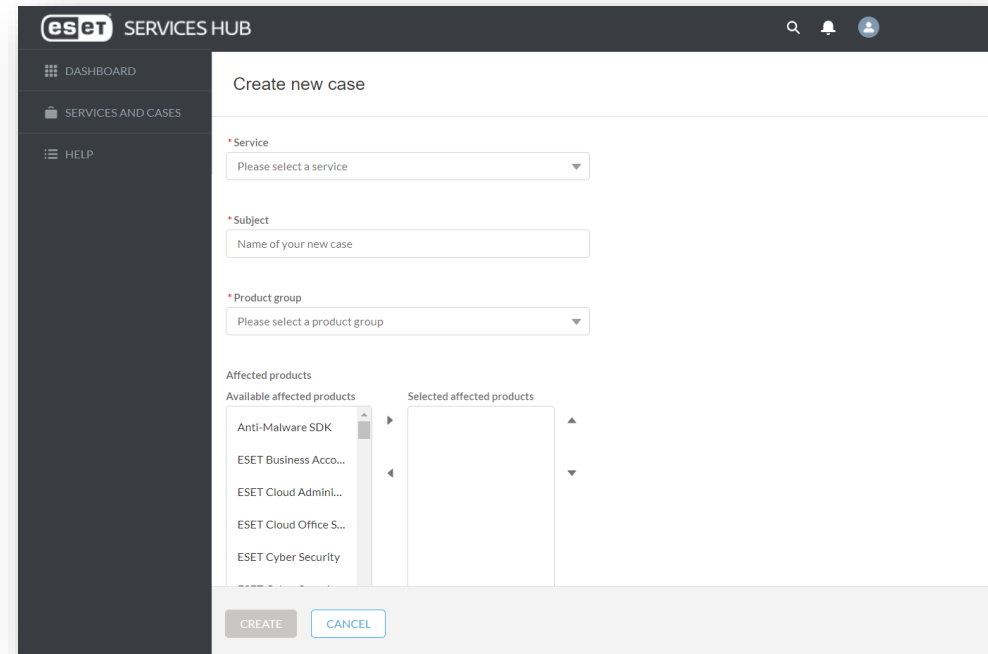 eset SERVICES HUB
DASHBOARD
SERVICES AND CASES
HELP
Create new case
*Service
Please select a service
*Subject
Name of your new case
*Product group
Please select a product group
Affected products
Available affected products
Selected affected products
Anti-Malware SDK
ESET Business Acco...
ESET Cloud Admini...
ESET Cloud Office S...
ESET Cyber Security
CREATE
CANCEL